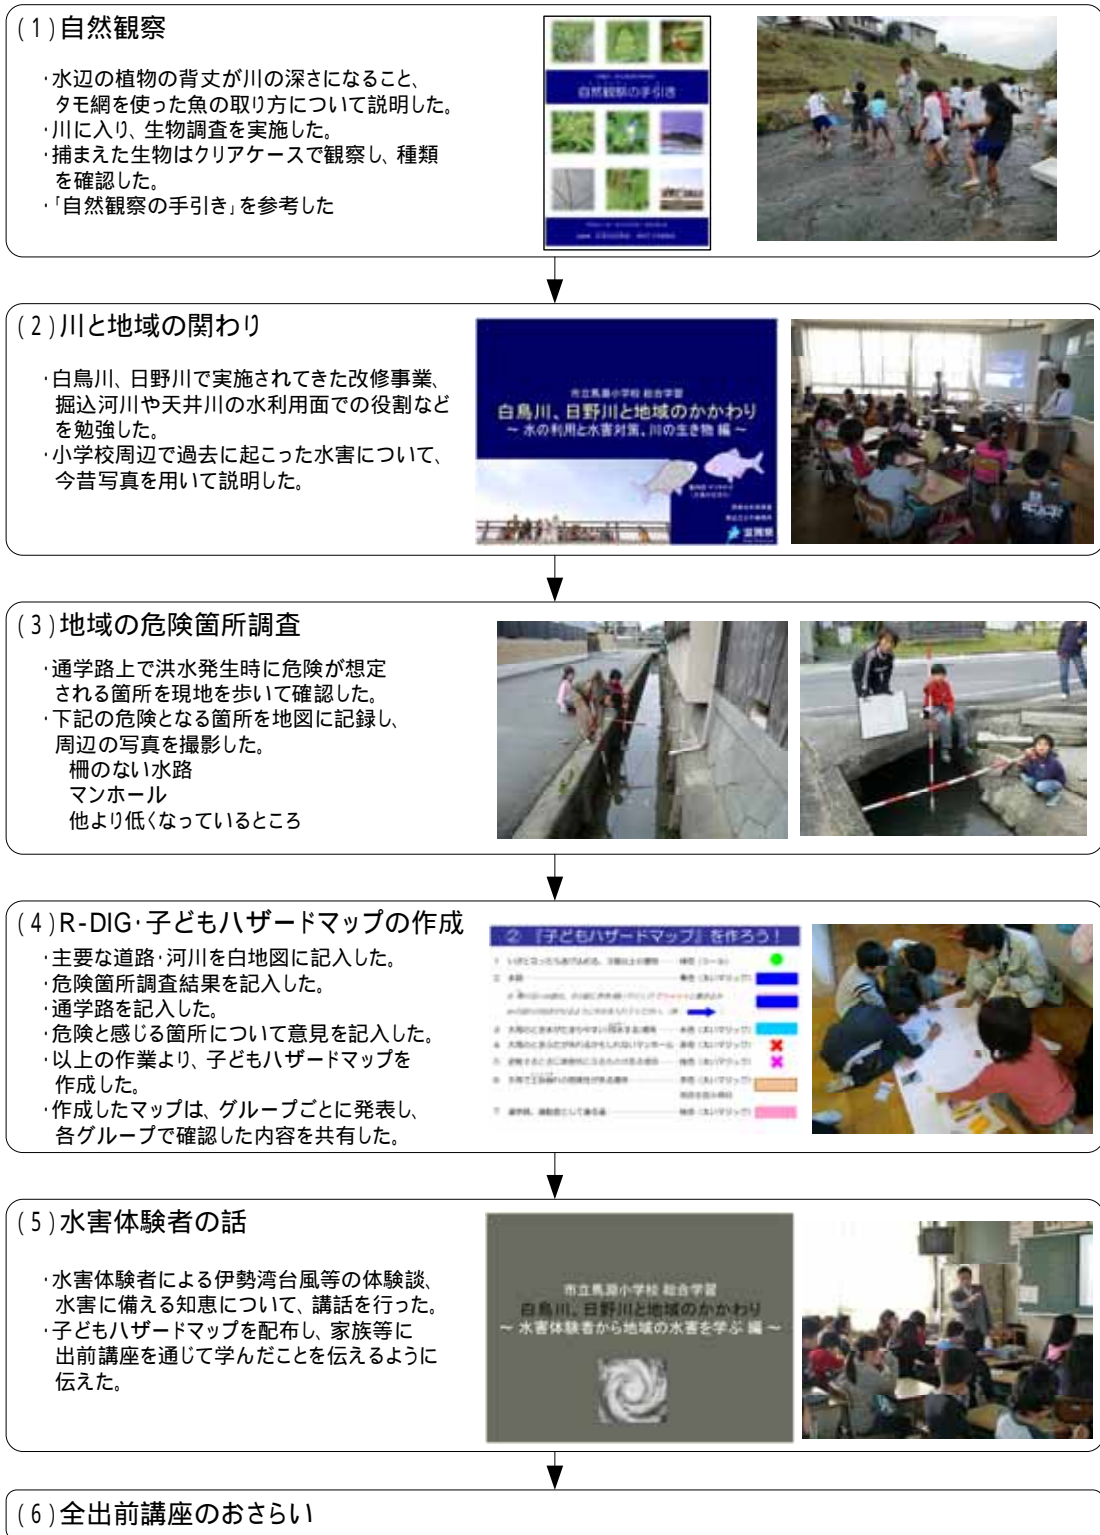 (1)自然観察
・水辺の植物の背丈が川の深さになること、
タモ網を使った魚の取り方について説明した。
・川に入り、生物調査を実施した。
・捕まえた生物はクリアケースで観察し、種類
を確認した。
・「自然観察の手引き」を参考した
自然観察の手引き
(2)川と地域の関わり
・白鳥川、日野川で実施されてきた改修事業、
掘込河川や天井川の水利用面での役割など
を勉強した。
・小学校周辺で過去に起こった水害について、
今昔写真を用いて説明した。
市立馬淵小学校 総合学習
白鳥川、日野川と地域のかかわり
～ 水の利用と水害対策、川の生き物 編 ～
滋賀県
(3)地域の危険箇所調査
・通学路上で洪水発生時に危険が想定
される箇所を現地を歩いて確認した。
・下記の危険となる箇所を地図に記録し、
周辺の写真を撮影した。
柵のない水路
マンホール
他より低くなっているところ
(4)R-DIG・子どもハザードマップの作成
・主要な道路・河川を白地図に記入した。
・危険箇所調査結果を記入した。
・通学路を記入した。
・危険と感じる箇所について意見を記入した。
・以上の作業より、子どもハザードマップを
作成した。
・作成したマップは、グループごとに発表し、
各グループで確認した内容を共有した。
② 『子どもハザードマップ』を作ろう!
(5)水害体験者の話
・水害体験者による伊勢湾台風等の体験談、
水害に備える知恵について、講話を行った。
・子どもハザードマップを配布し、家族等に
出前講座を通じて学んだことを伝えるように
伝えた。
市立馬淵小学校 総合学習
白鳥川、日野川と地域のかかわり
～ 水害体験者から地域の水害を学ぶ 編 ～
(6)全出前講座のおさらい